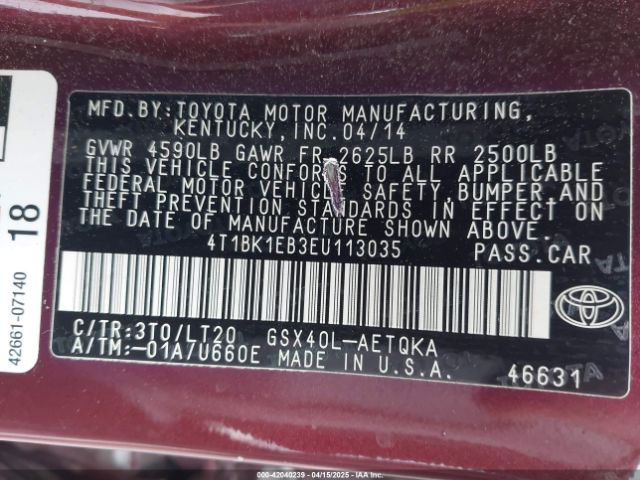 MFD.BY:TOYOTA MOTOR MANUFACTURING,
KENTUCKY,INC.04/14
GVWR 4590LB GAWR FR 2625LB RR 2500LB
THIS VEHICLE CONFORMS TO ALL APPLICABLE
FEDERAL MOTOR VEHICLE SAFETY,BUMPER AND
THEFT PREVENTION STANDARDS IN EFFECT ON
THE DATE OF MANUFACTURE SHOWN ABOVE.
4T1BK1EB3EU113035 PASS.CAR
C/TR:3T0/LT20 GSX40L-AETQKA
A/TM:-01A/U660E MADE IN U.S.A.
46631
18
42661-07140
000-42040239 - 04/15/2025 - IAAI.COM